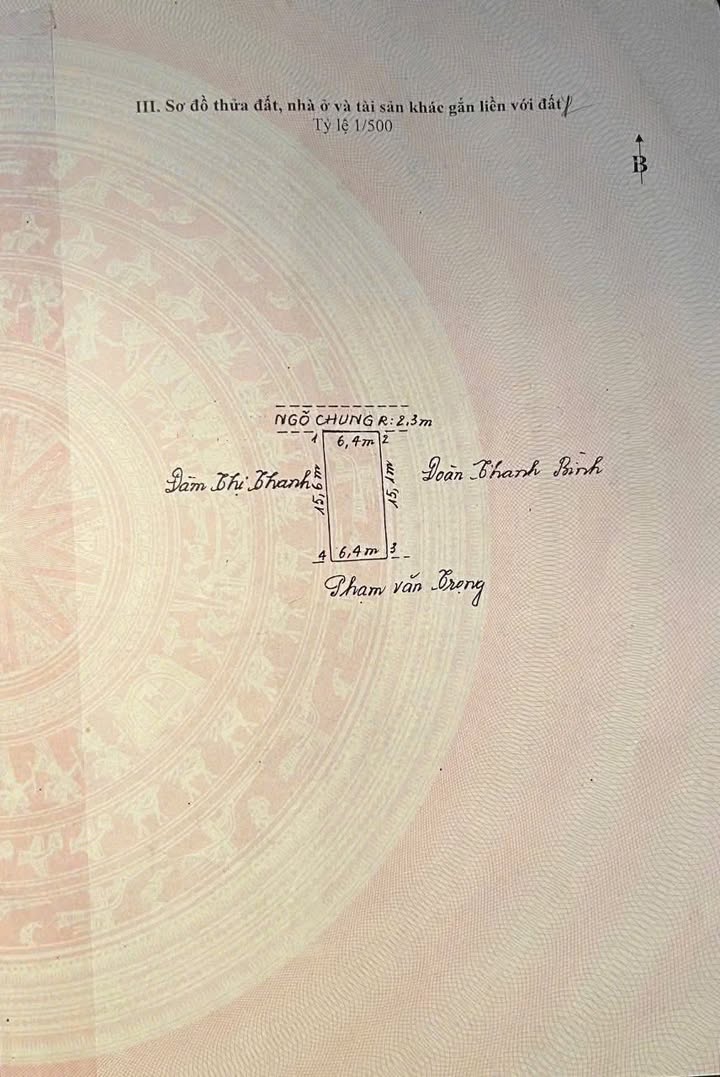 III. Sơ đồ thửa đất, nhà ở và tài sản khác gắn liền với đất
Tỷ lệ 1/500
B
NGÕ CHUNG R: 2,3m
1 6,4m 2
Đàm Thị Thanh
15,6m
15,1m
Đoàn Thanh Bình
4 6,4m 3
Phạm văn Trọng